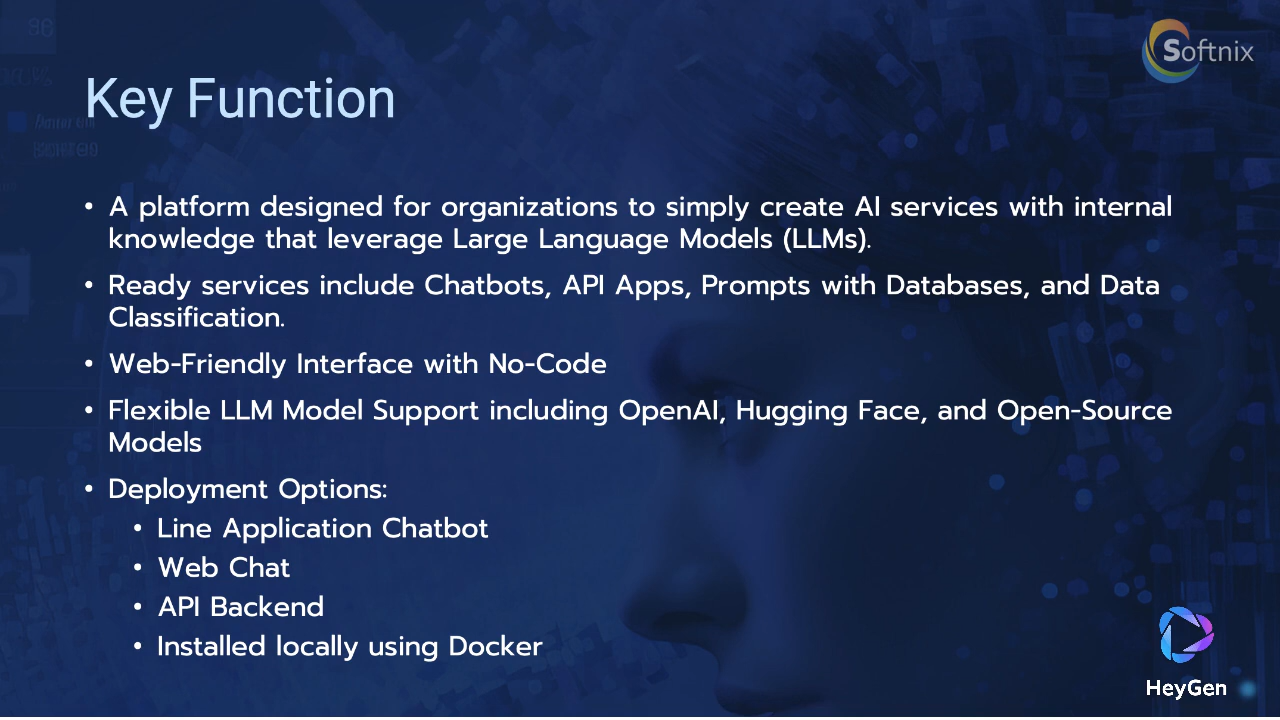 Softnix
Key Function
• A platform designed for organizations to simply create AI services with internal
knowledge that leverage Large Language Models (LLMs).
• Ready services include Chatbots, API Apps, Prompts with Databases, and Data
Classification.
• Web-Friendly Interface with No-Code
• Flexible LLM Model Support including OpenAI, Hugging Face, and Open-Source
Models
• Deployment Options:
• Line Application Chatbot
• Web Chat
• API Backend
• Installed locally using Docker
HeyGen